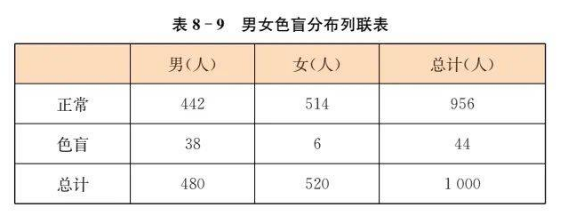 表 8-9 男女色盲分布列联表
男(人) 女(人) 总计(人)
正常 442 514 956
色盲 38 6 44
总计 480 520 1 000